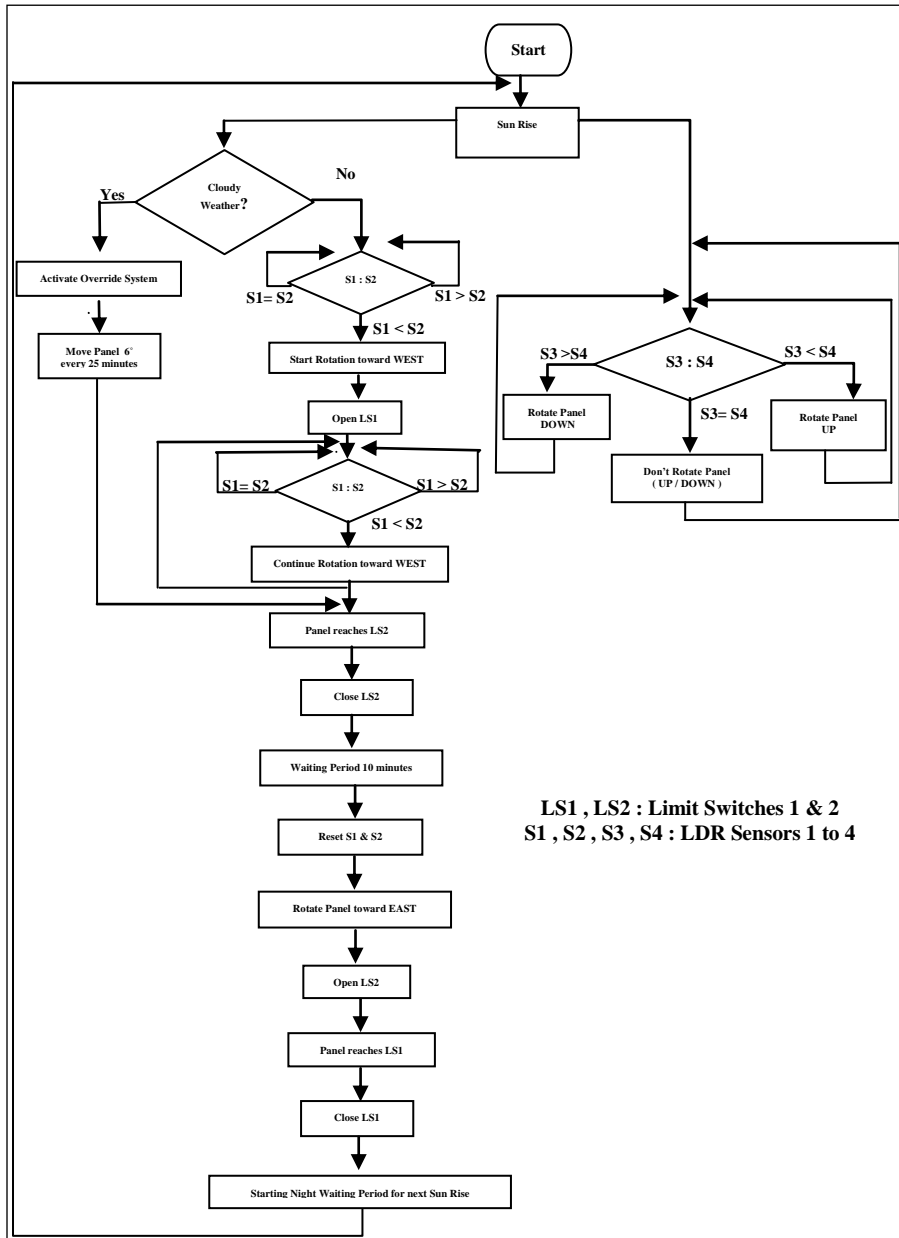 Start
Sun Rise
Cloudy
Weather?
Yes
No
Activate Override System
Move Panel 6°
every 25 minutes
S1 : S2
S1= S2
S1 > S2
S1 < S2
Start Rotation toward WEST
Open LS1
S1 : S2
S1= S2
S1 > S2
S1 < S2
Continue Rotation toward WEST
Panel reaches LS2
Close LS2
Waiting Period 10 minutes
Reset S1 & S2
Rotate Panel toward EAST
Open LS2
Panel reaches LS1
Close LS1
Starting Night Waiting Period for next Sun Rise
S3 : S4
S3 >S4
S3 < S4
S3= S4
Rotate Panel
DOWN
Rotate Panel
UP
Don't Rotate Panel
( UP / DOWN )
LS1 , LS2 : Limit Switches 1 & 2
S1 , S2 , S3 , S4 : LDR Sensors 1 to 4